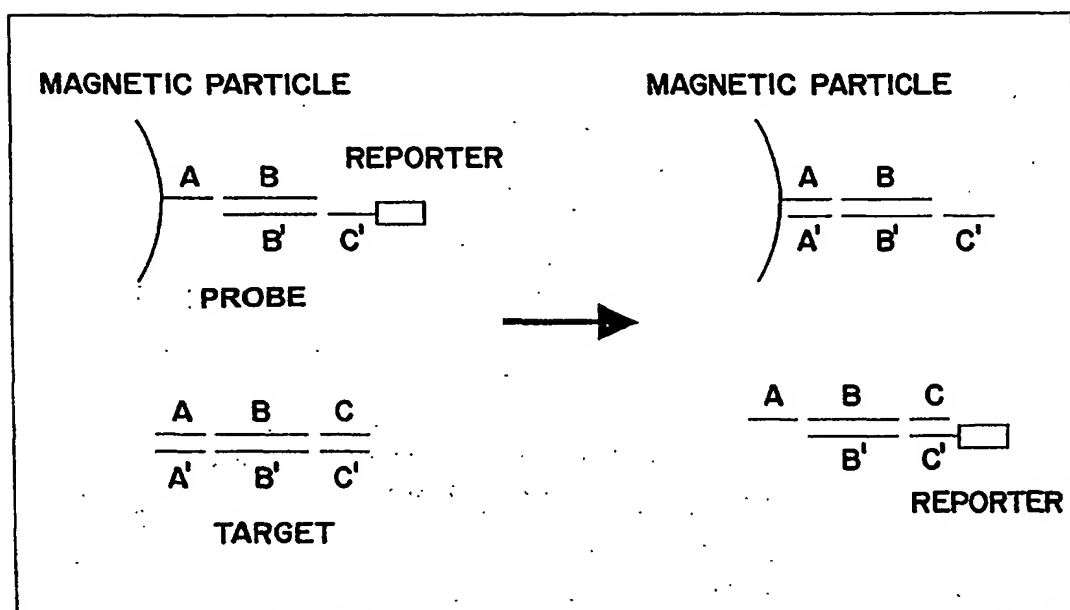 MAGNETIC PARTICLE
A B
REPORTER
B' C'
PROBE
A B C
A' B' C'
TARGET
MAGNETIC PARTICLE
A B
A' B' C'
A B C
B' C'
REPORTER